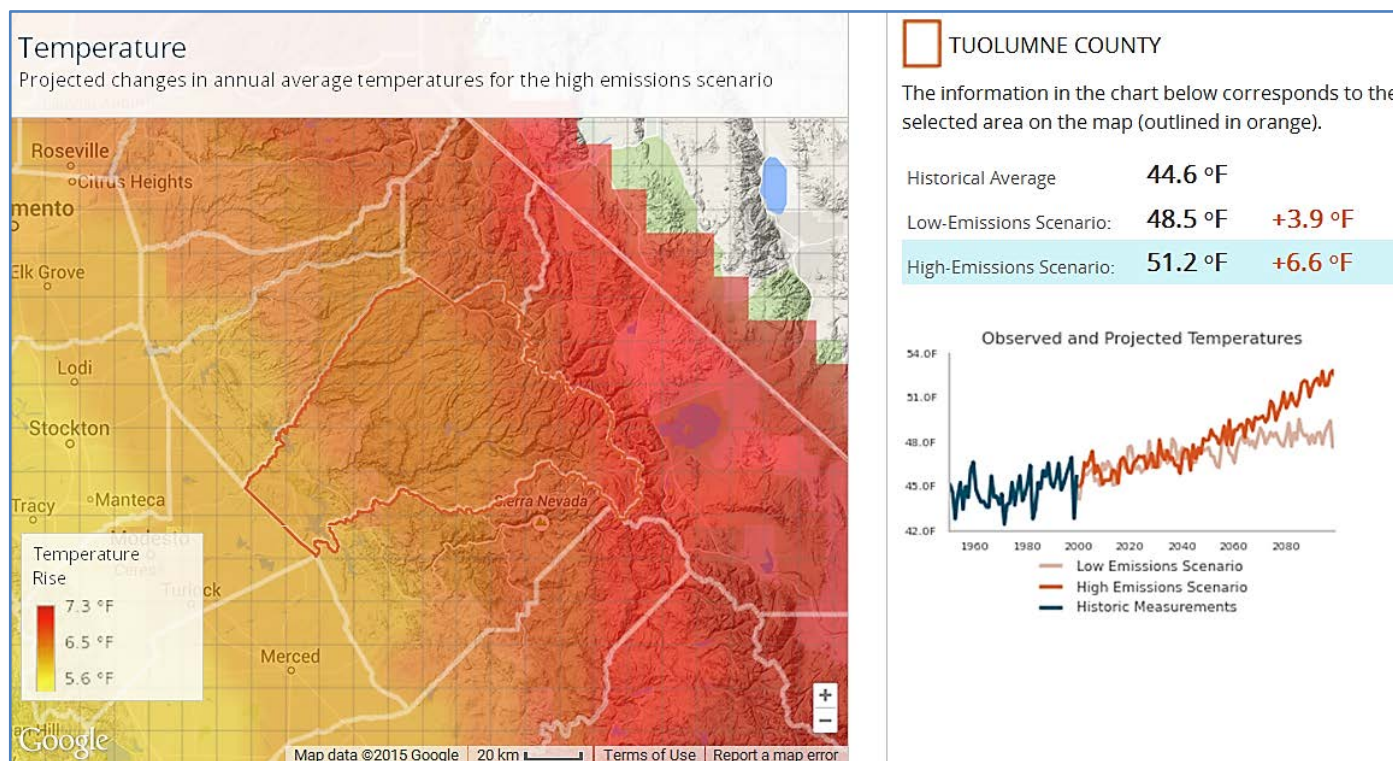 Temperature
Projected changes in annual average temperatures for the high emissions scenario
Roseville
Citrus Heights
mento
Elk Grove
Lodi
Stockton
Tracy
Manteca
Modesto
Ceres
Turlock
Merced
Sierra Nevada
Temperature
Rise
7.3 °F
6.5 °F
5.6 °F
an Hill
Google
+
−
Map data ©2015 Google
20 km
Terms of Use
Report a map error
TUOLUMNE COUNTY
The information in the chart below corresponds to the
selected area on the map (outlined in orange).
Historical Average 44.6 °F
Low-Emissions Scenario: 48.5 °F +3.9 °F
High-Emissions Scenario: 51.2 °F +6.6 °F
Observed and Projected Temperatures
54.0F
51.0F
48.0F
45.0F
42.0F
1960 1980 2000 2020 2040 2060 2080
Low Emissions Scenario
High Emissions Scenario
Historic Measurements